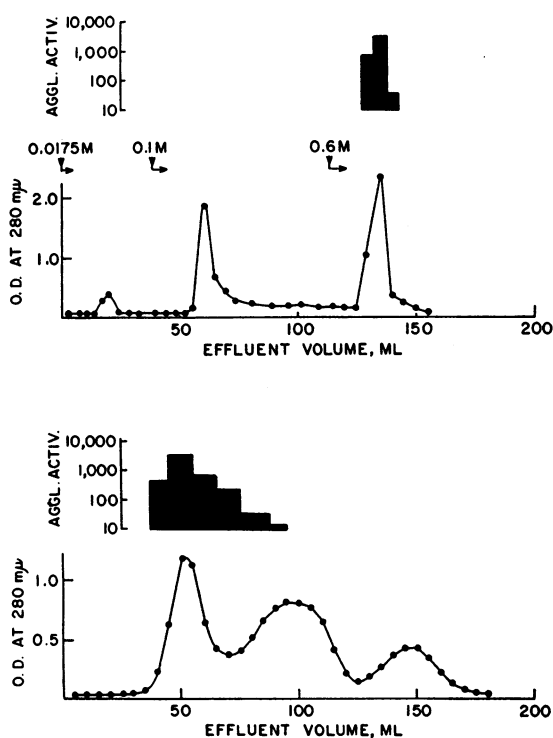 AGGL. ACTIV.
10,000
1,000
100
10
0.0175M
0.1M
0.6M
O.D. AT 280 mμ
2.0
1.0
50
100
150
200
EFFLUENT VOLUME, ML
AGGL. ACTIV.
10,000
1,000
100
10
O.D. AT 280 mμ
1.0
0.5
50
100
150
200
EFFLUENT VOLUME, ML